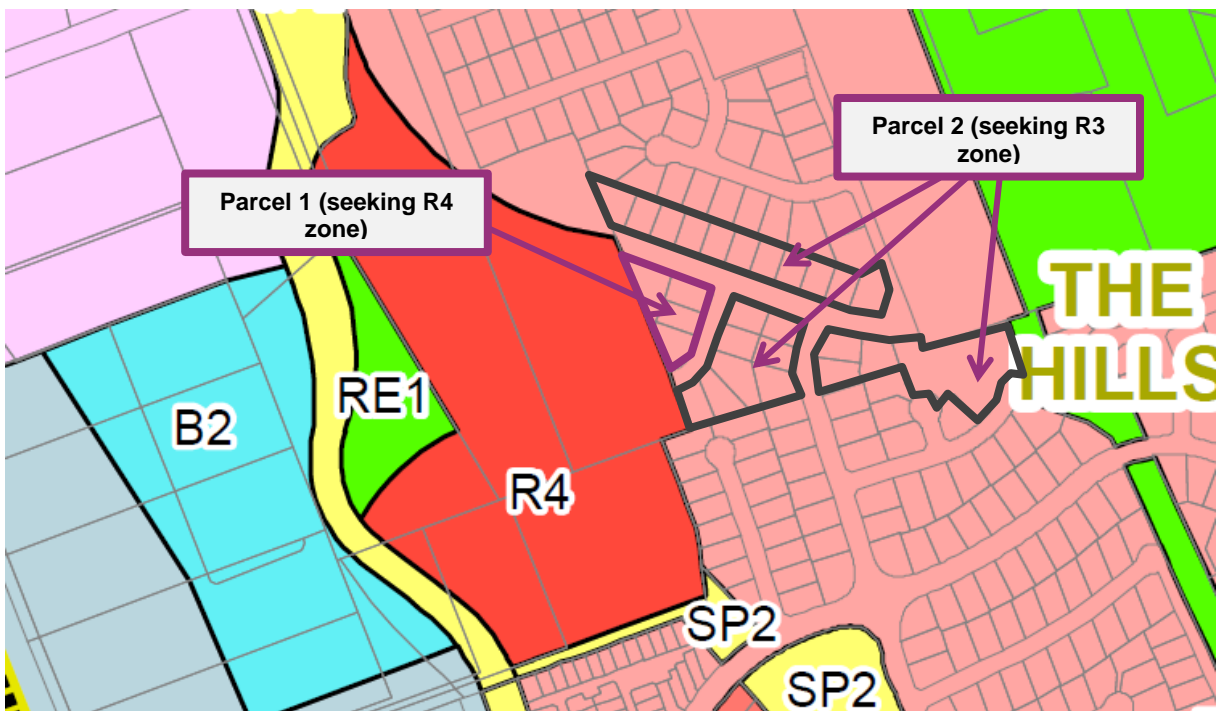 Parcel 2 (seeking R3
zone)
Parcel 1 (seeking R4
zone)
THE
HILLS
RE1
B2
R4
SP2
SP2